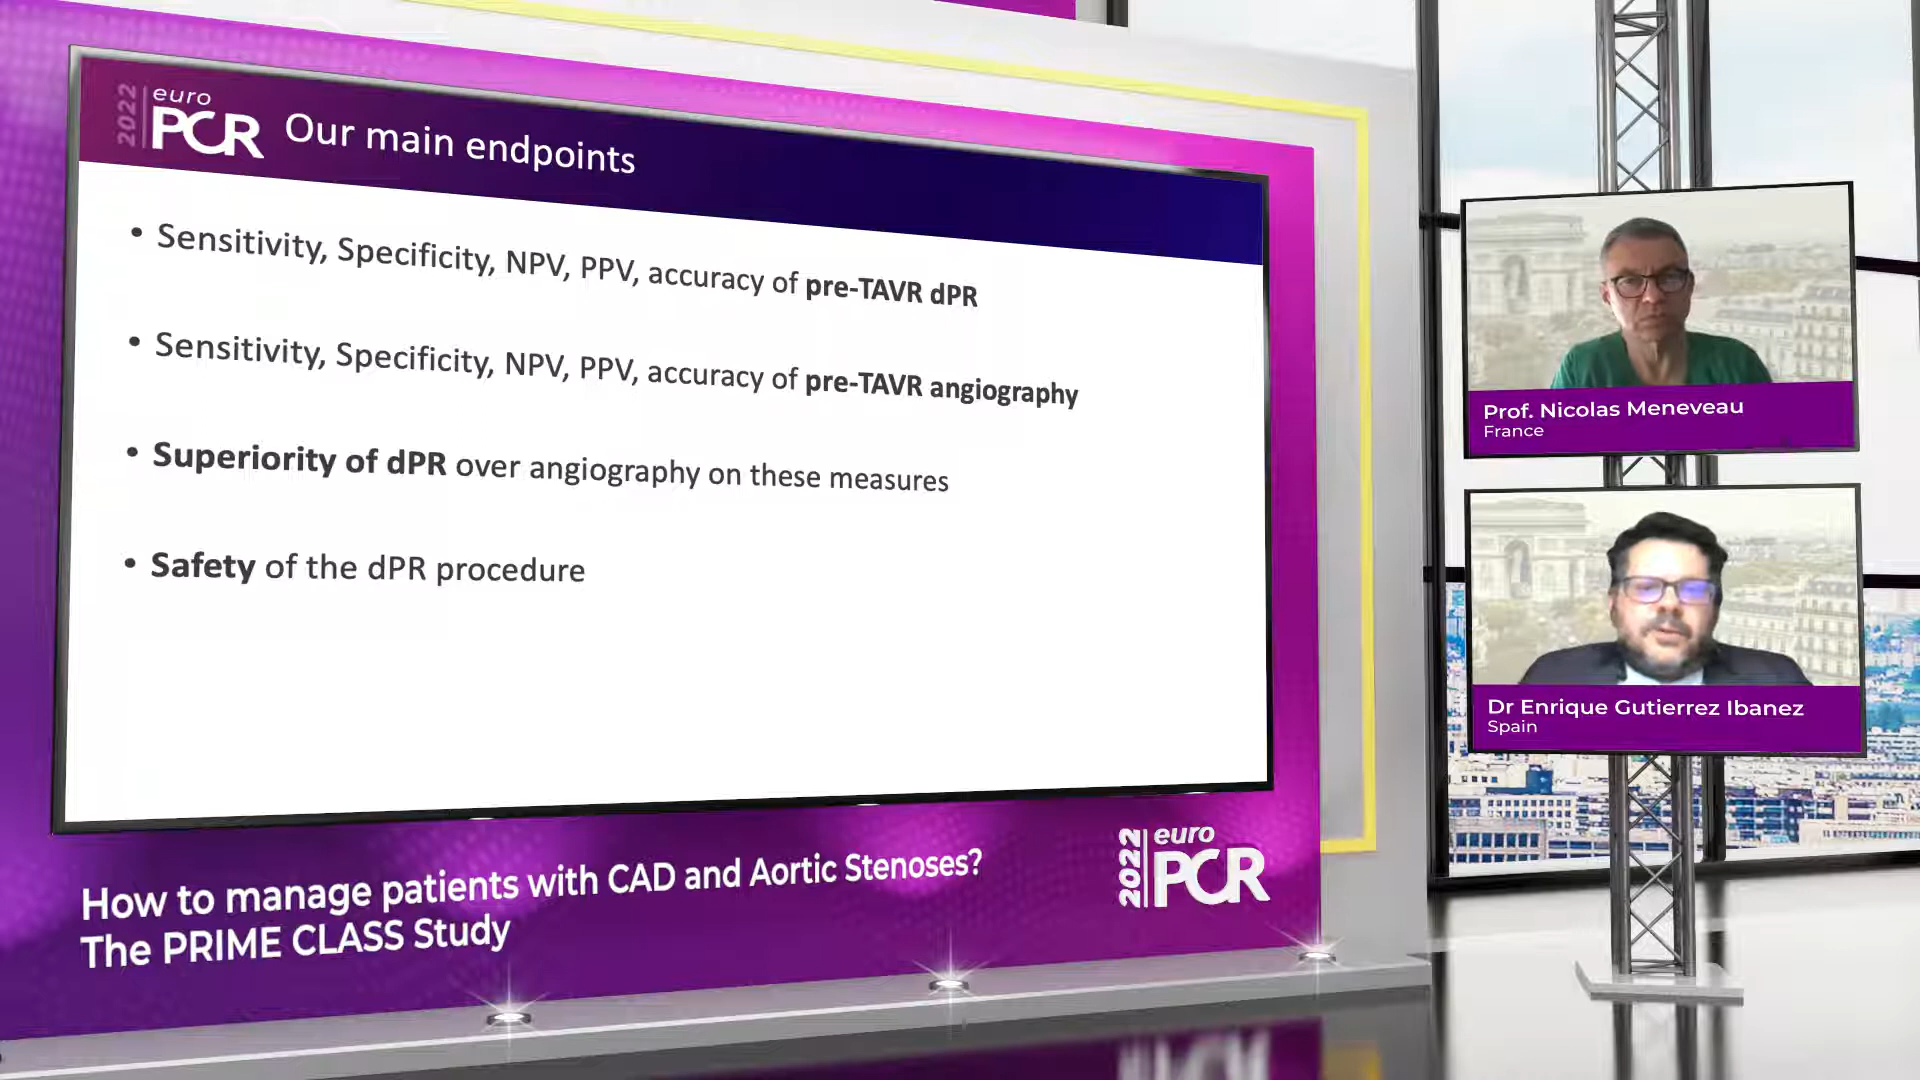 2022 euro PCR
Our main endpoints
• Sensitivity, Specificity, NPV, PPV, accuracy of pre-TAVR dPR
• Sensitivity, Specificity, NPV, PPV, accuracy of pre-TAVR angiography
• Superiority of dPR over angiography on these measures
• Safety of the dPR procedure
How to manage patients with CAD and Aortic Stenoses?
The PRIME CLASS Study
2022 euro PCR
Prof. Nicolas Meneveau
France
Dr Enrique Gutierrez Ibanez
Spain